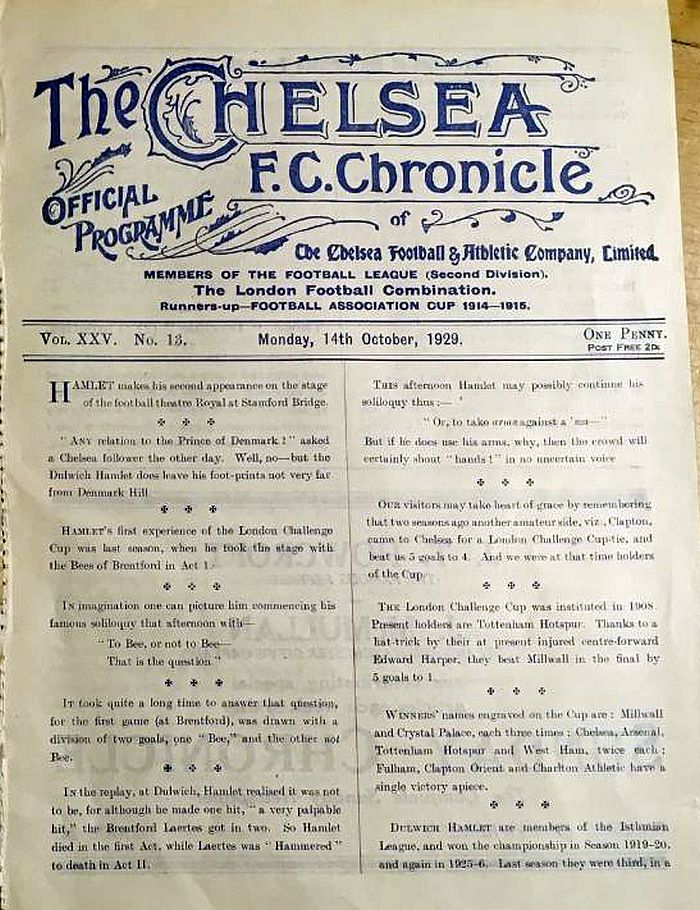 The Chelsea
F.C. Chronicle
Official
Programme
of
The Chelsea Football & Athletic Company, Limited.
MEMBERS OF THE FOOTBALL LEAGUE (Second Division).
The London Football Combination.
Runners-up—FOOTBALL ASSOCIATION CUP 1914—1915.
VOL. XXV. No. 13. Monday, 14th October, 1929. ONE PENNY.
POST FREE 2D.
HAMLET makes his second appearance on the stage
of the football theatre Royal at Stamford Bridge.
"ANY relation to the Prince of Denmark?" asked
a Chelsea follower the other day. Well, no—but the
Dulwich Hamlet does leave his foot-prints not very far
from Denmark Hill
HAMLET'S first experience of the London Challenge
Cup was last season, when he took the stage with
the Bees of Brentford in Act 1.
IN imagination one can picture him commencing his
famous soliloquy that afternoon with—
"To Bee, or not to Bee—
That is the question"
IT took quite a long time to answer that question,
for the first game (at Brentford), was drawn with a
division of two goals, one "Bee," and the other not
Bee.
IN the replay, at Dulwich, Hamlet realised it was not
to be, for although he made one hit, "a very palpable
hit," the Brentford Laertes got in two. So Hamlet
died in the first Act, while Laertes was "Hammered"
to death in Act II.
THIS afternoon Hamlet may possibly continue his
soliloquy thus:—
"Or, to take arms against a
But if he does use his arms, why, then the crowd will
certainly shout "hands!" in no uncertain voice
OUR visitors may take heart of grace by remembering
that two seasons ago another amateur side, viz., Clapton,
came to Chelsea for a London Challenge Cup-tie, and
beat us 5 goals to 4. And we were at that time holders
of the Cup.
THE London Challenge Cup was instituted in 1908.
Present holders are Tottenham Hotspur. Thanks to a
hat-trick by their at present injured centre-forward
Edward Harper, they beat Millwall in the final by
5 goals to 1.
WINNERS' names engraved on the Cup are: Millwall
and Crystal Palace, each three times; Chelsea, Arsenal,
Tottenham Hotspur and West Ham, twice each;
Fulham, Clapton Orient and Charlton Athletic have a
single victory apiece.
DULWICH HAMLET are members of the Isthmian
League, and won the championship in Season 1919-20,
and again in 1925-6. Last season they were third, in a